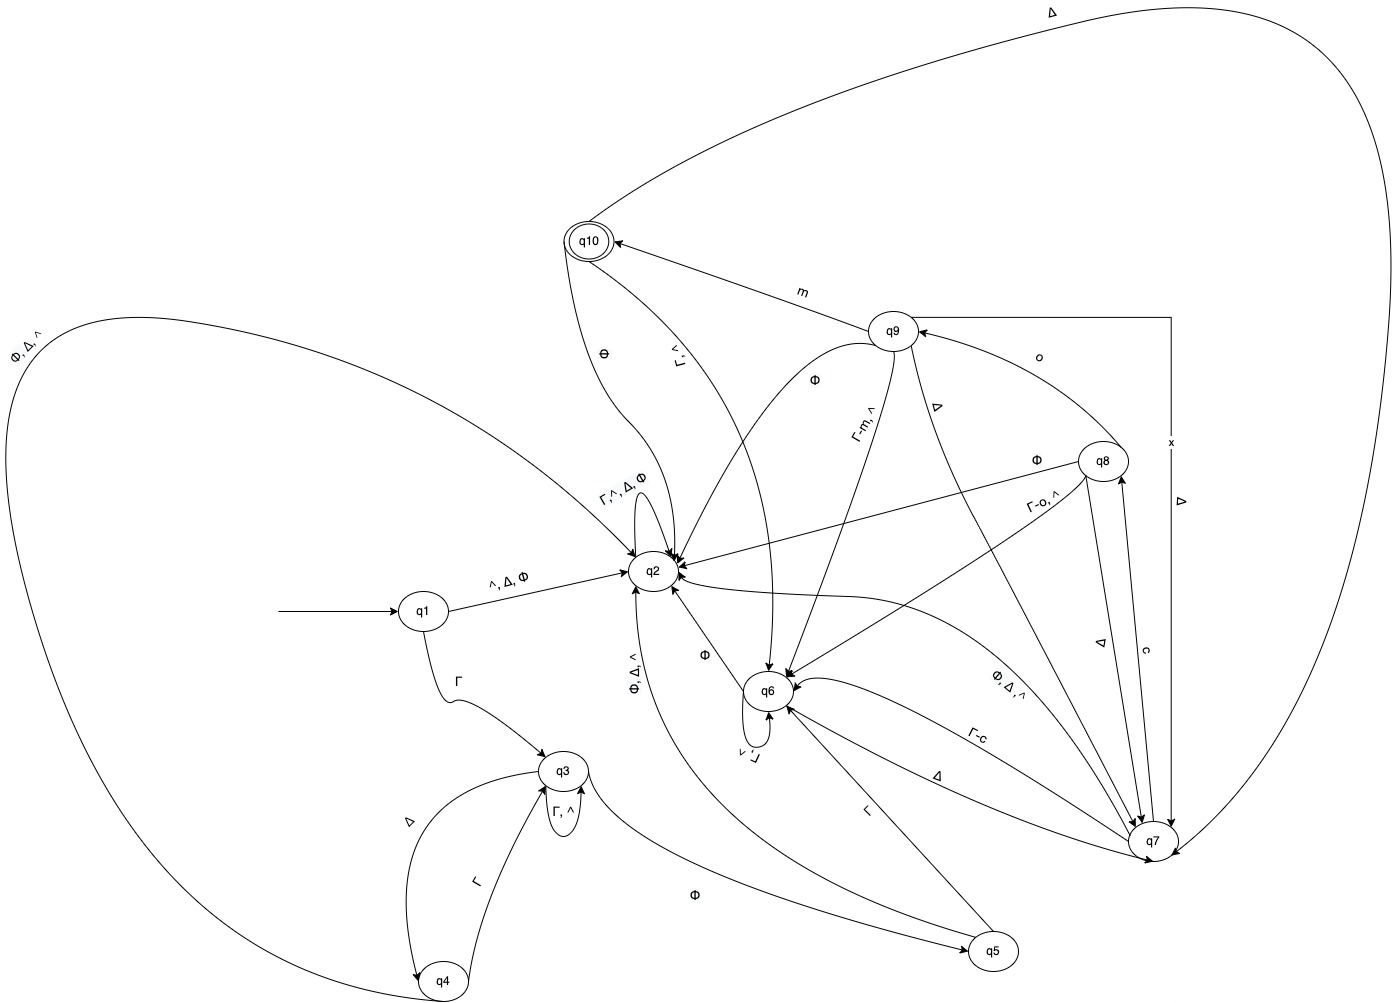 Δ
q10
m
q9
Φ, Δ, ^
Φ
Γ, ^
o
Φ
Γ-m, ^
Δ
x
Φ
q8
Γ,^, Δ, Φ
Γ-o, ^
Δ
q2
^, Δ, Φ
q1
Φ, Δ, ^
Φ
Δ
c
Γ
q6
Φ, Δ ,^
Γ-c
Γ, ^
q3
Γ, ^
Δ
Γ
Δ
q7
Γ
Φ
q5
q4